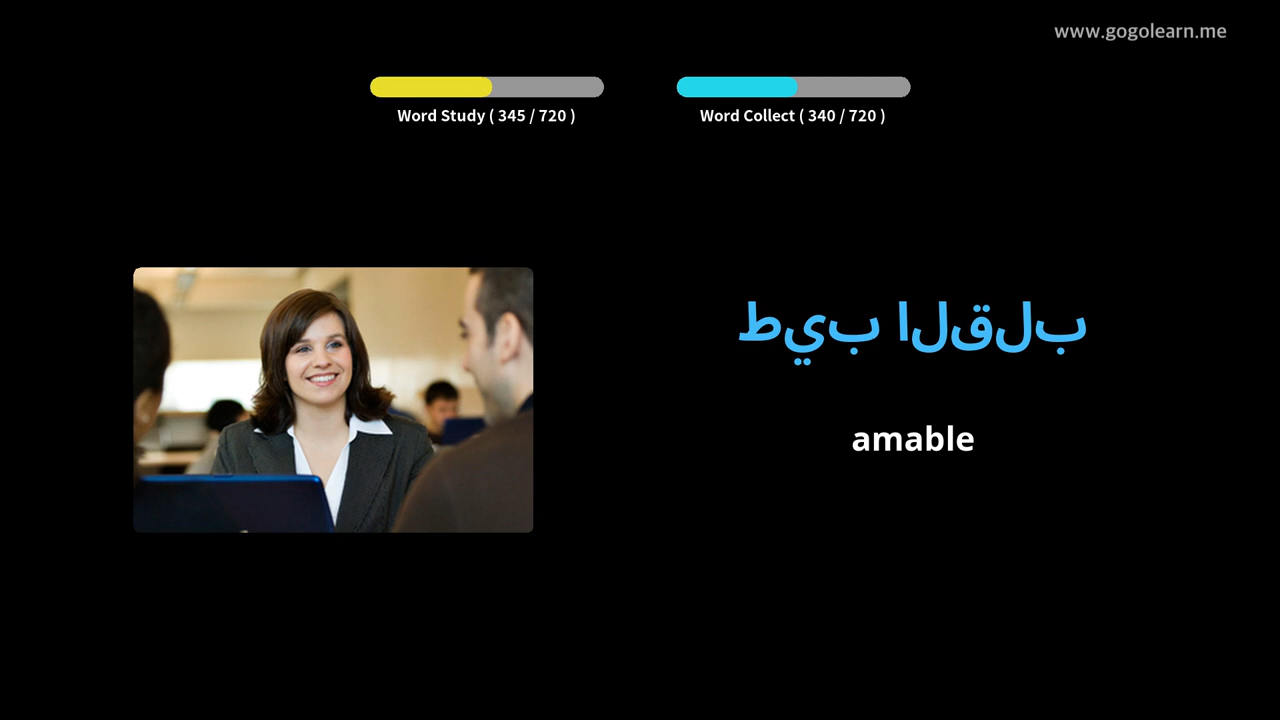 www.gogolearn.me
Word Study ( 345 / 720 )
Word Collect ( 340 / 720 )
طيب القلب
amable